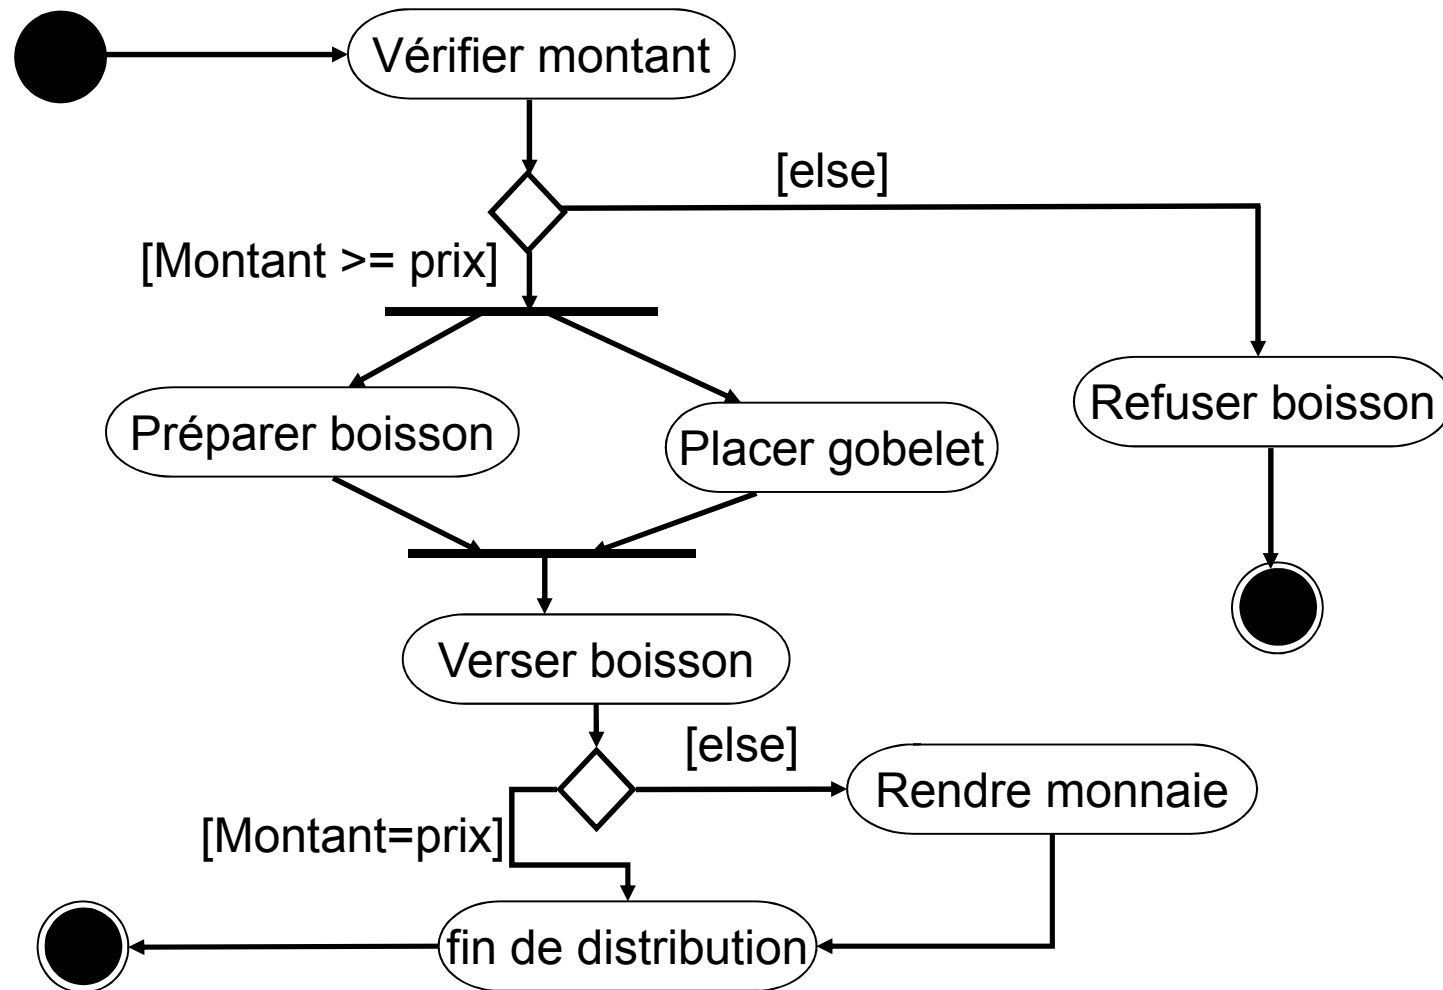 Vérifier montant
[else]
[Montant >= prix]
Préparer boisson
Placer gobelet
Refuser boisson
Verser boisson
[else]
Rendre monnaie
[Montant=prix]
fin de distribution